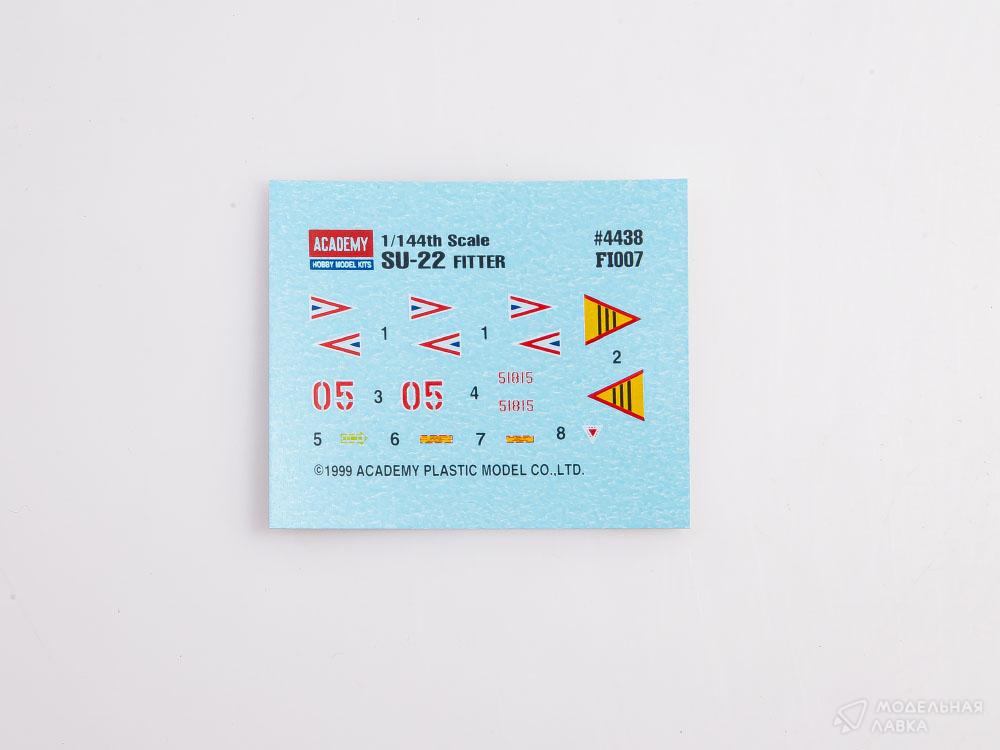 ACADEMY
HOBBY MODEL KITS
1/144th Scale
SU-22 FITTER
#4438
FI007
1 1
2
05 3 05 4 51815
51815
5 6 7 8
©1999 ACADEMY PLASTIC MODEL CO.,LTD.
МОДЕЛЬНАЯ
ЛАВКА